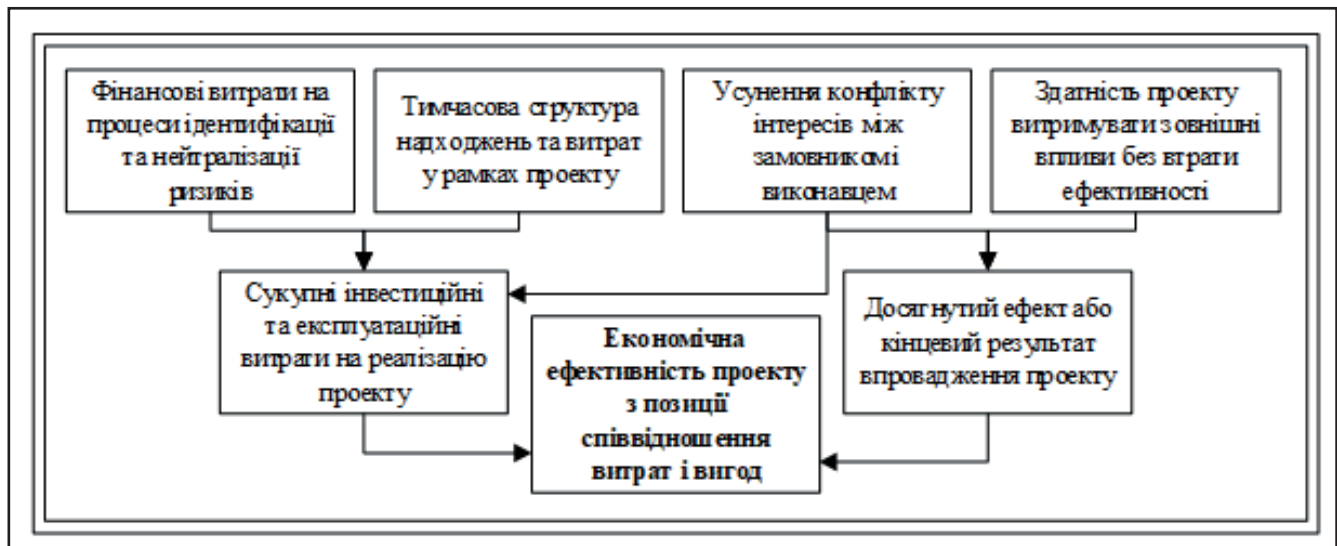 Фінансові витрати на
процеси ідентифікації
та нейтралізації
ризиків
Тимчасова структура
надходжень та витрат
у рамках проекту
Усунення конфлікту
інтересів між
замовником і
виконавцем
Здатність проекту
витримувати зовнішні
впливи без втрати
ефективності
Сукупні інвестиційні
та експлуатаційні
витрати на реалізацію
проекту
Економічна
ефективність проекту
з позиції
співвідношення
витрат і вигод
Досягнутий ефект або
кінцевий результат
впровадження проекту